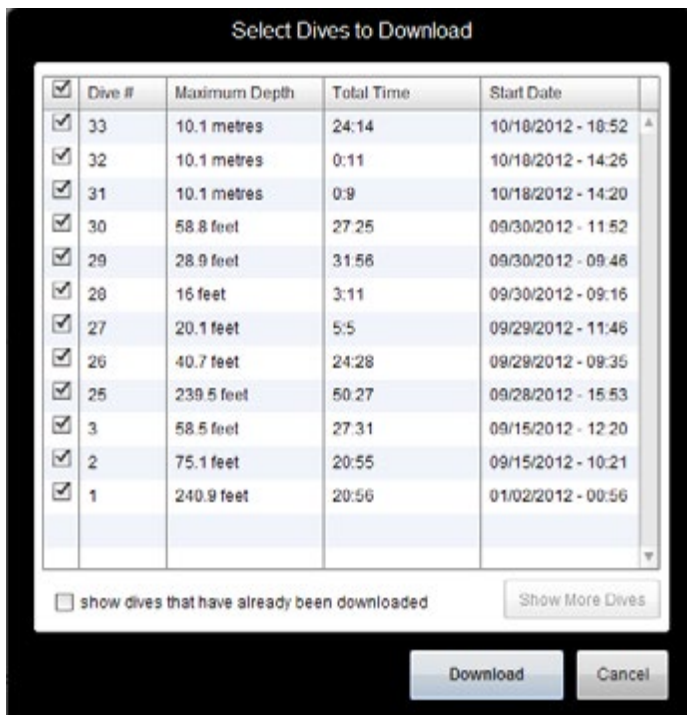 Select Dives to Download
Dive # Maximum Depth Total Time Start Date
33 10.1 metres 24:14 10/18/2012 - 18:52
32 10.1 metres 0:11 10/18/2012 - 14:26
31 10.1 metres 0:9 10/18/2012 - 14:20
30 58.8 feet 27:25 09/30/2012 - 11:52
29 28.9 feet 31:56 09/30/2012 - 09:46
28 16 feet 3:11 09/30/2012 - 09:16
27 20.1 feet 5:5 09/29/2012 - 11:46
26 40.7 feet 24:28 09/29/2012 - 09:35
25 239.5 feet 50:27 09/28/2012 - 15:53
3 58.5 feet 27:31 09/15/2012 - 12:20
2 75.1 feet 20:55 09/15/2012 - 10:21
1 240.9 feet 20:56 01/02/2012 - 00:56
show dives that have already been downloaded Show More Dives
Download Cancel